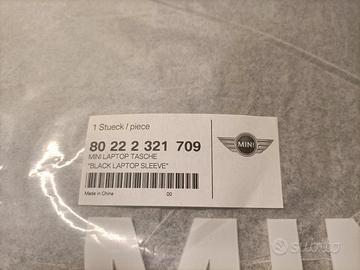 1 Stueck / piece
80 22 2 321 709
MINI LAPTOP TASCHE
"BLACK LAPTOP SLEEVE"
Made in China
00
MINI
subito